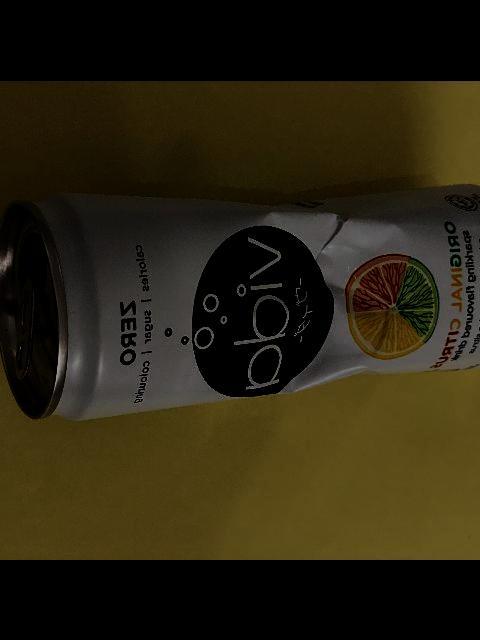 ZERO
calories | sugar | colouring
vida
ORIGINAL CITRUS
sparkling flavoured drink